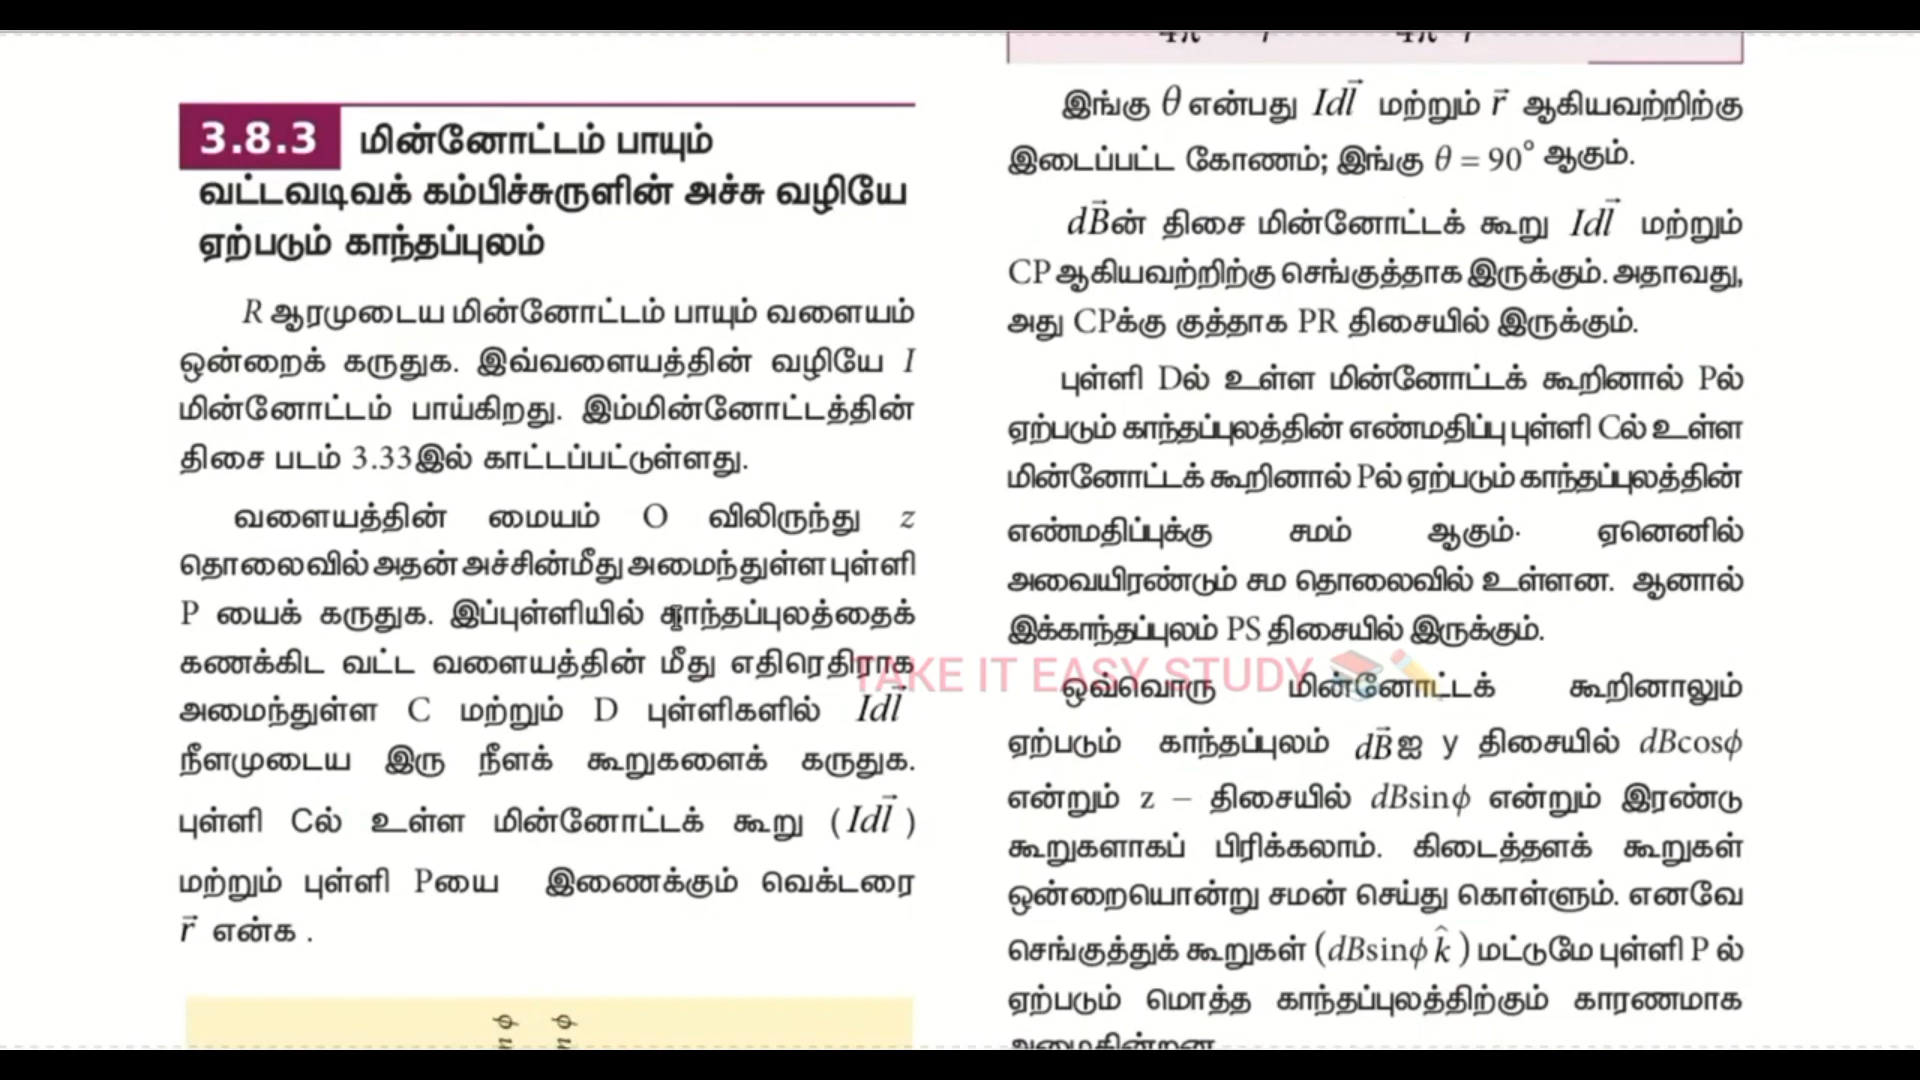 3.8.3 மின்னோட்டம் பாயும்
வட்டவடிவக் கம்பிச்சுருளின் அச்சு வழியே
ஏற்படும் காந்தப்புலம்
R ஆரமுடைய மின்னோட்டம் பாயும் வளையம்
ஒன்றைக் கருதுக. இவ்வளையத்தின் வழியே I
மின்னோட்டம் பாய்கிறது. இம்மின்னோட்டத்தின்
திசை படம் 3.33இல் காட்டப்பட்டுள்ளது.
வளையத்தின் மையம் O விலிருந்து z
தொலைவில் அதன் அச்சின்மீது அமைந்துள்ள புள்ளி
P யைக் கருதுக. இப்புள்ளியில் காந்தப்புலத்தைக்
கணக்கிட வட்ட வளையத்தின் மீது எதிரெதிராக
அமைந்துள்ள C மற்றும் D புள்ளிகளில் Idl⃗
நீளமுடைய இரு நீளக் கூறுகளைக் கருதுக.
புள்ளி Cல் உள்ள மின்னோட்டக் கூறு (Idl⃗)
மற்றும் புள்ளி Pயை இணைக்கும் வெக்டரை
r⃗ என்க .
இங்கு θ என்பது Idl⃗ மற்றும் r⃗ ஆகியவற்றிற்கு
இடைப்பட்ட கோணம்; இங்கு θ = 90° ஆகும்.
dB⃗ன் திசை மின்னோட்டக் கூறு Idl⃗ மற்றும்
CP ஆகியவற்றிற்கு செங்குத்தாக இருக்கும். அதாவது,
அது CPக்கு குத்தாக PR திசையில் இருக்கும்.
புள்ளி Dல் உள்ள மின்னோட்டக் கூறினால் Pல்
ஏற்படும் காந்தப்புலத்தின் எண்மதிப்பு புள்ளி Cல் உள்ள
மின்னோட்டக் கூறினால் Pல் ஏற்படும் காந்தப்புலத்தின்
எண்மதிப்புக்கு சமம் ஆகும். ஏனெனில்
அவையிரண்டும் சம தொலைவில் உள்ளன. ஆனால்
இக்காந்தப்புலம் PS திசையில் இருக்கும்.
TAKE IT EASY STUDY 📚✏️
ஒவ்வொரு மின்னோட்டக் கூறினாலும்
ஏற்படும் காந்தப்புலம் dB⃗ஐ y திசையில் dBcosϕ
என்றும் z – திசையில் dBsinϕ என்றும் இரண்டு
கூறுகளாகப் பிரிக்கலாம். கிடைத்தளக் கூறுகள்
ஒன்றையொன்று சமன் செய்து கொள்ளும். எனவே
செங்குத்துக் கூறுகள் (dBsinϕ k̂) மட்டுமே புள்ளி P ல்
ஏற்படும் மொத்த காந்தப்புலத்திற்கும் காரணமாக
அமைகின்றன